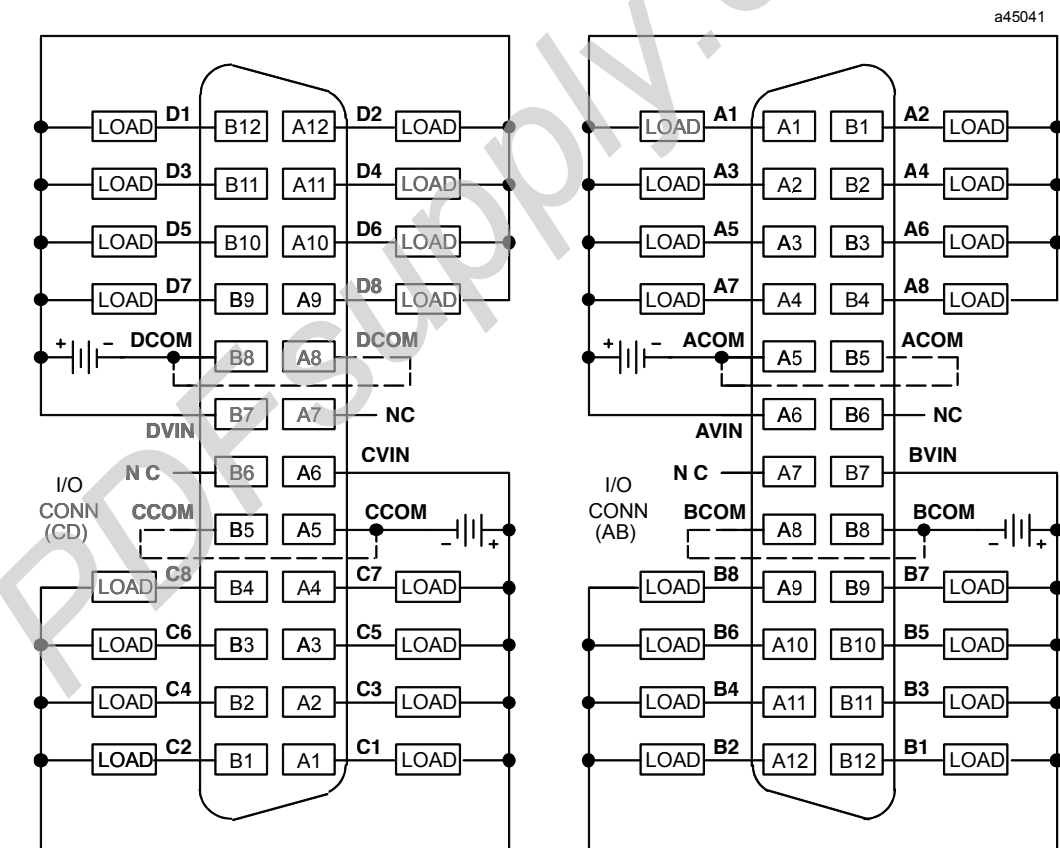 a45041
LOAD D1 B12 A12 D2 LOAD
LOAD D3 B11 A11 D4 LOAD
LOAD D5 B10 A10 D6 LOAD
LOAD D7 B9 A9 D8 LOAD
+ - DCOM B8 A8 DCOM
DVIN B7 A7 NC
N C B6 A6 CVIN
I/O
CONN
(CD)
CCOM B5 A5 CCOM - +
LOAD C8 B4 A4 C7 LOAD
LOAD C6 B3 A3 C5 LOAD
LOAD C4 B2 A2 C3 LOAD
LOAD C2 B1 A1 C1 LOAD
LOAD A1 A1 B1 A2 LOAD
LOAD A3 A2 B2 A4 LOAD
LOAD A5 A3 B3 A6 LOAD
LOAD A7 A4 B4 A8 LOAD
+ - ACOM A5 B5 ACOM
AVIN A6 B6 NC
N C A7 B7 BVIN
I/O
CONN
(AB)
BCOM A8 B8 BCOM - +
LOAD B8 A9 B9 B7 LOAD
LOAD B6 A10 B10 B5 LOAD
LOAD B4 A11 B11 B3 LOAD
LOAD B2 A12 B12 B1 LOAD
PDFsupply.